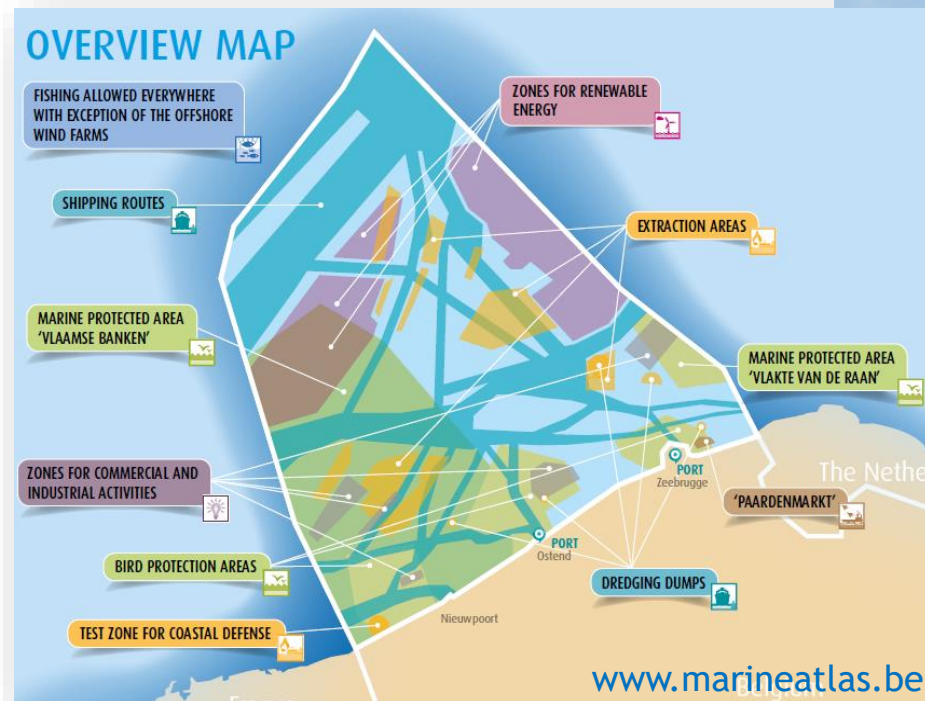 OVERVIEW MAP
FISHING ALLOWED EVERYWHERE
WITH EXCEPTION OF THE OFFSHORE
WIND FARMS
ZONES FOR RENEWABLE
ENERGY
SHIPPING ROUTES
EXTRACTION AREAS
MARINE PROTECTED AREA
'VLAAMSE BANKEN'
MARINE PROTECTED AREA
'VLAKTE VAN DE RAAN'
ZONES FOR COMMERCIAL AND
INDUSTRIAL ACTIVITIES
PORT
Zeebrugge
The Nethe
'PAARDENMARKT'
BIRD PROTECTION AREAS
PORT
Ostend
DREDGING DUMPS
TEST ZONE FOR COASTAL DEFENSE
Nieuwpoort
www.marineatlas.be